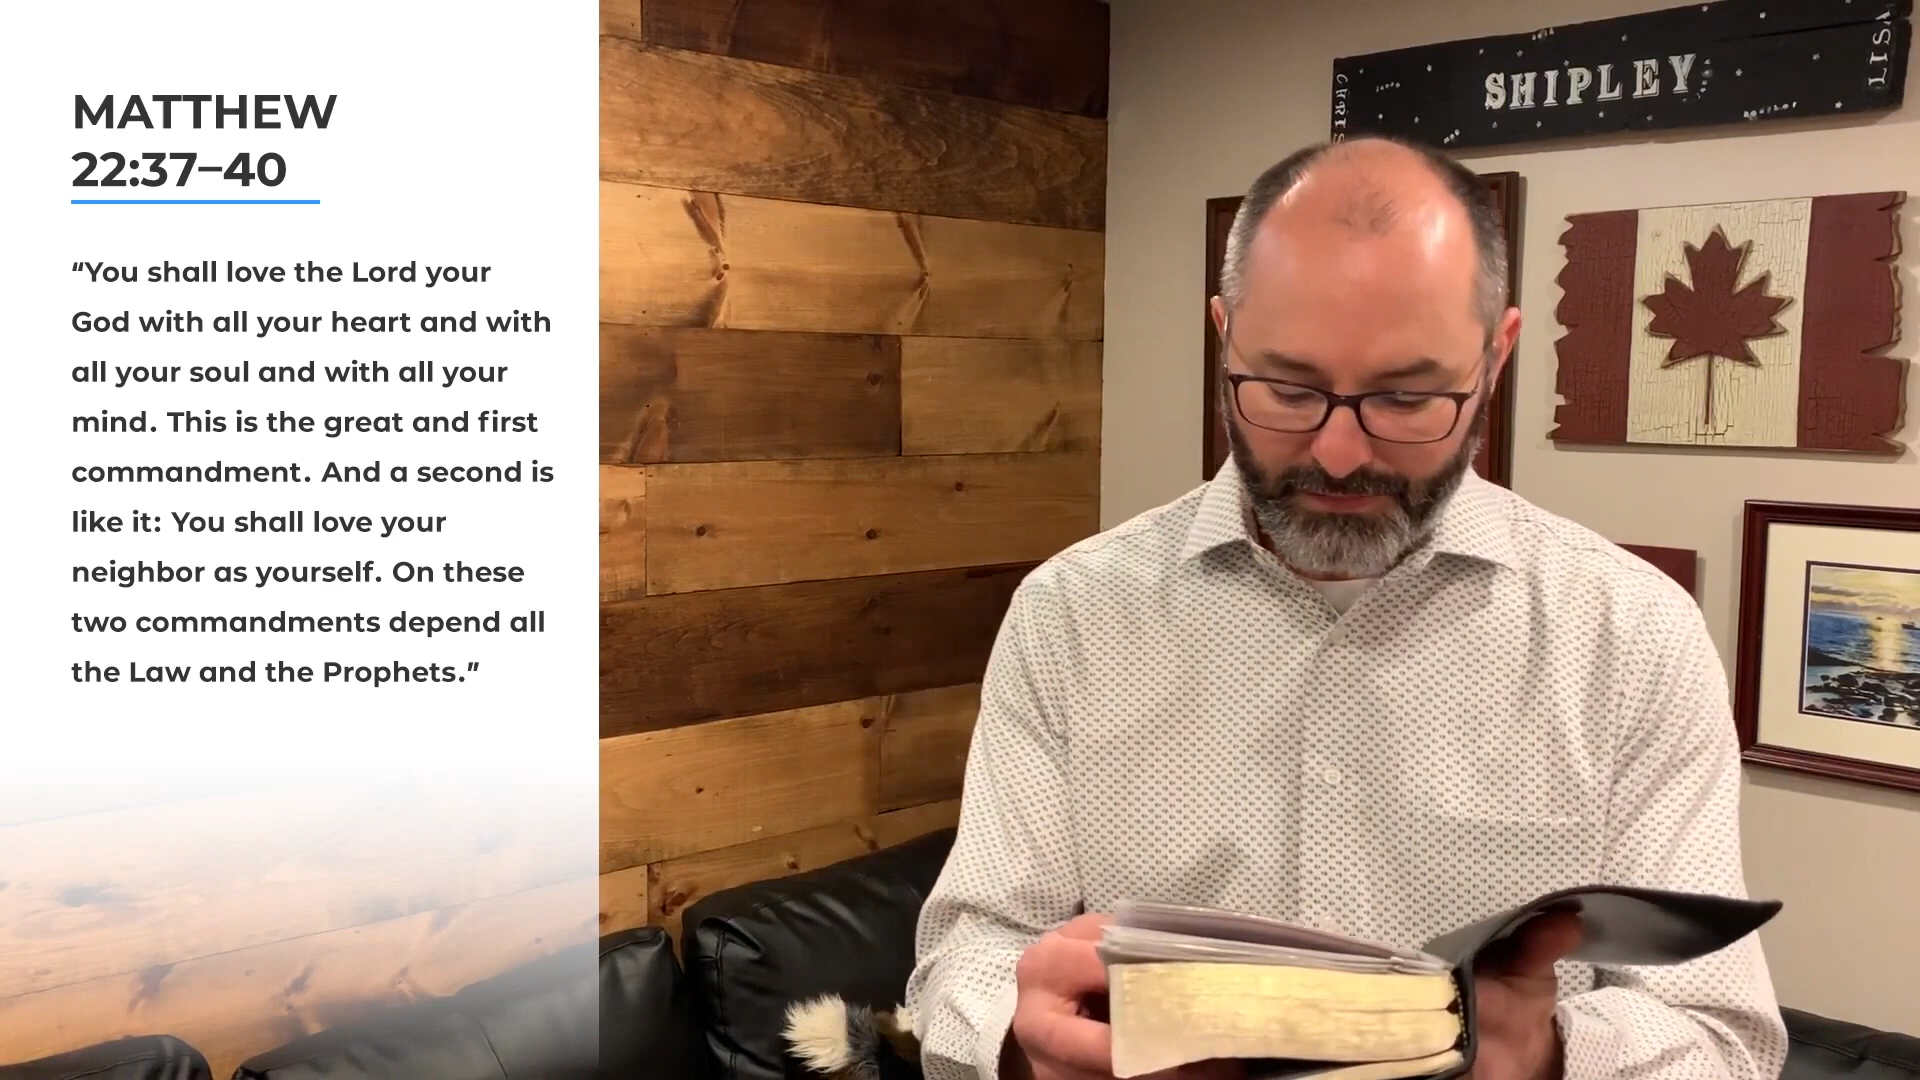 MATTHEW
22:37–40
“You shall love the Lord your
God with all your heart and with
all your soul and with all your
mind. This is the great and first
commandment. And a second is
like it: You shall love your
neighbor as yourself. On these
two commandments depend all
the Law and the Prophets.”
SHIPLEY
LISA